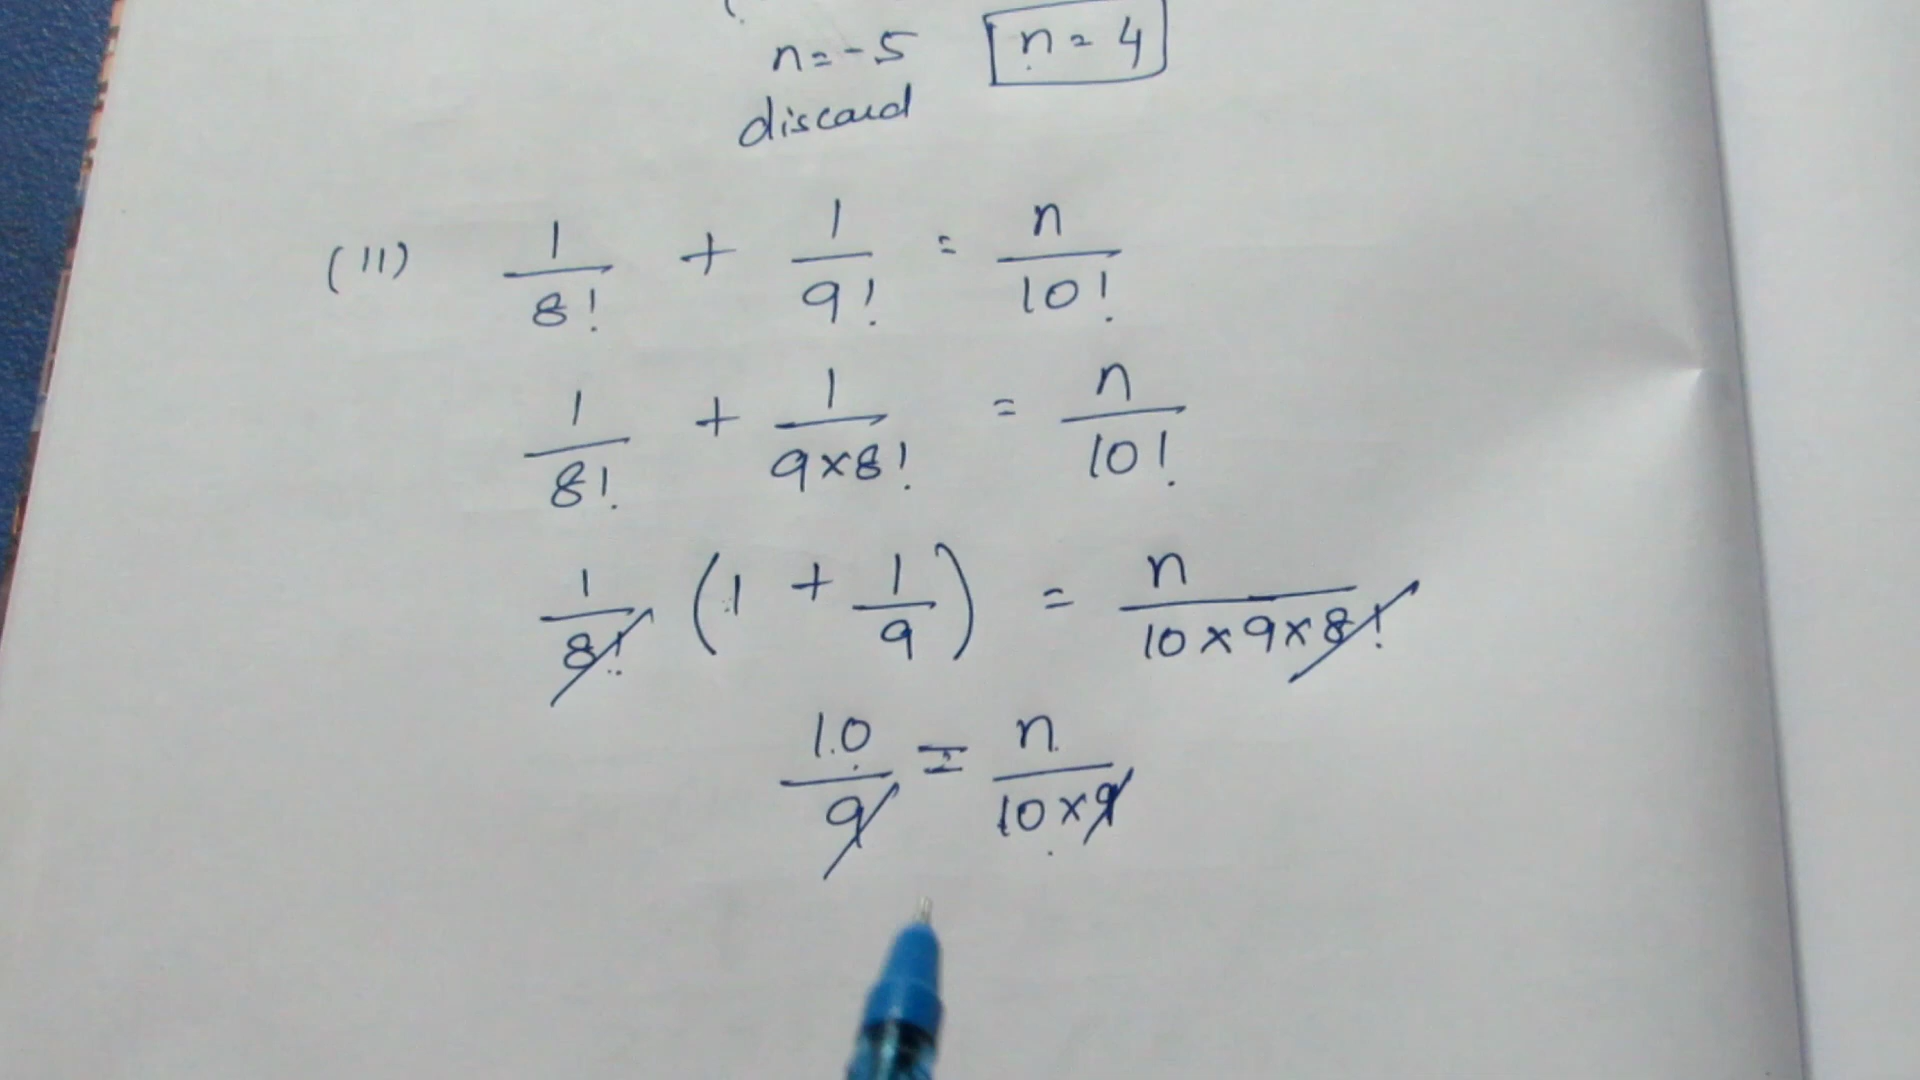 n = -5 n = 4
discard
(11) 1/8! + 1/9! = n/10!
1/8! + 1/9×8! = n/10!
1/8! (1 + 1/9) = n/10×9×8!
10/9 = n/10×9